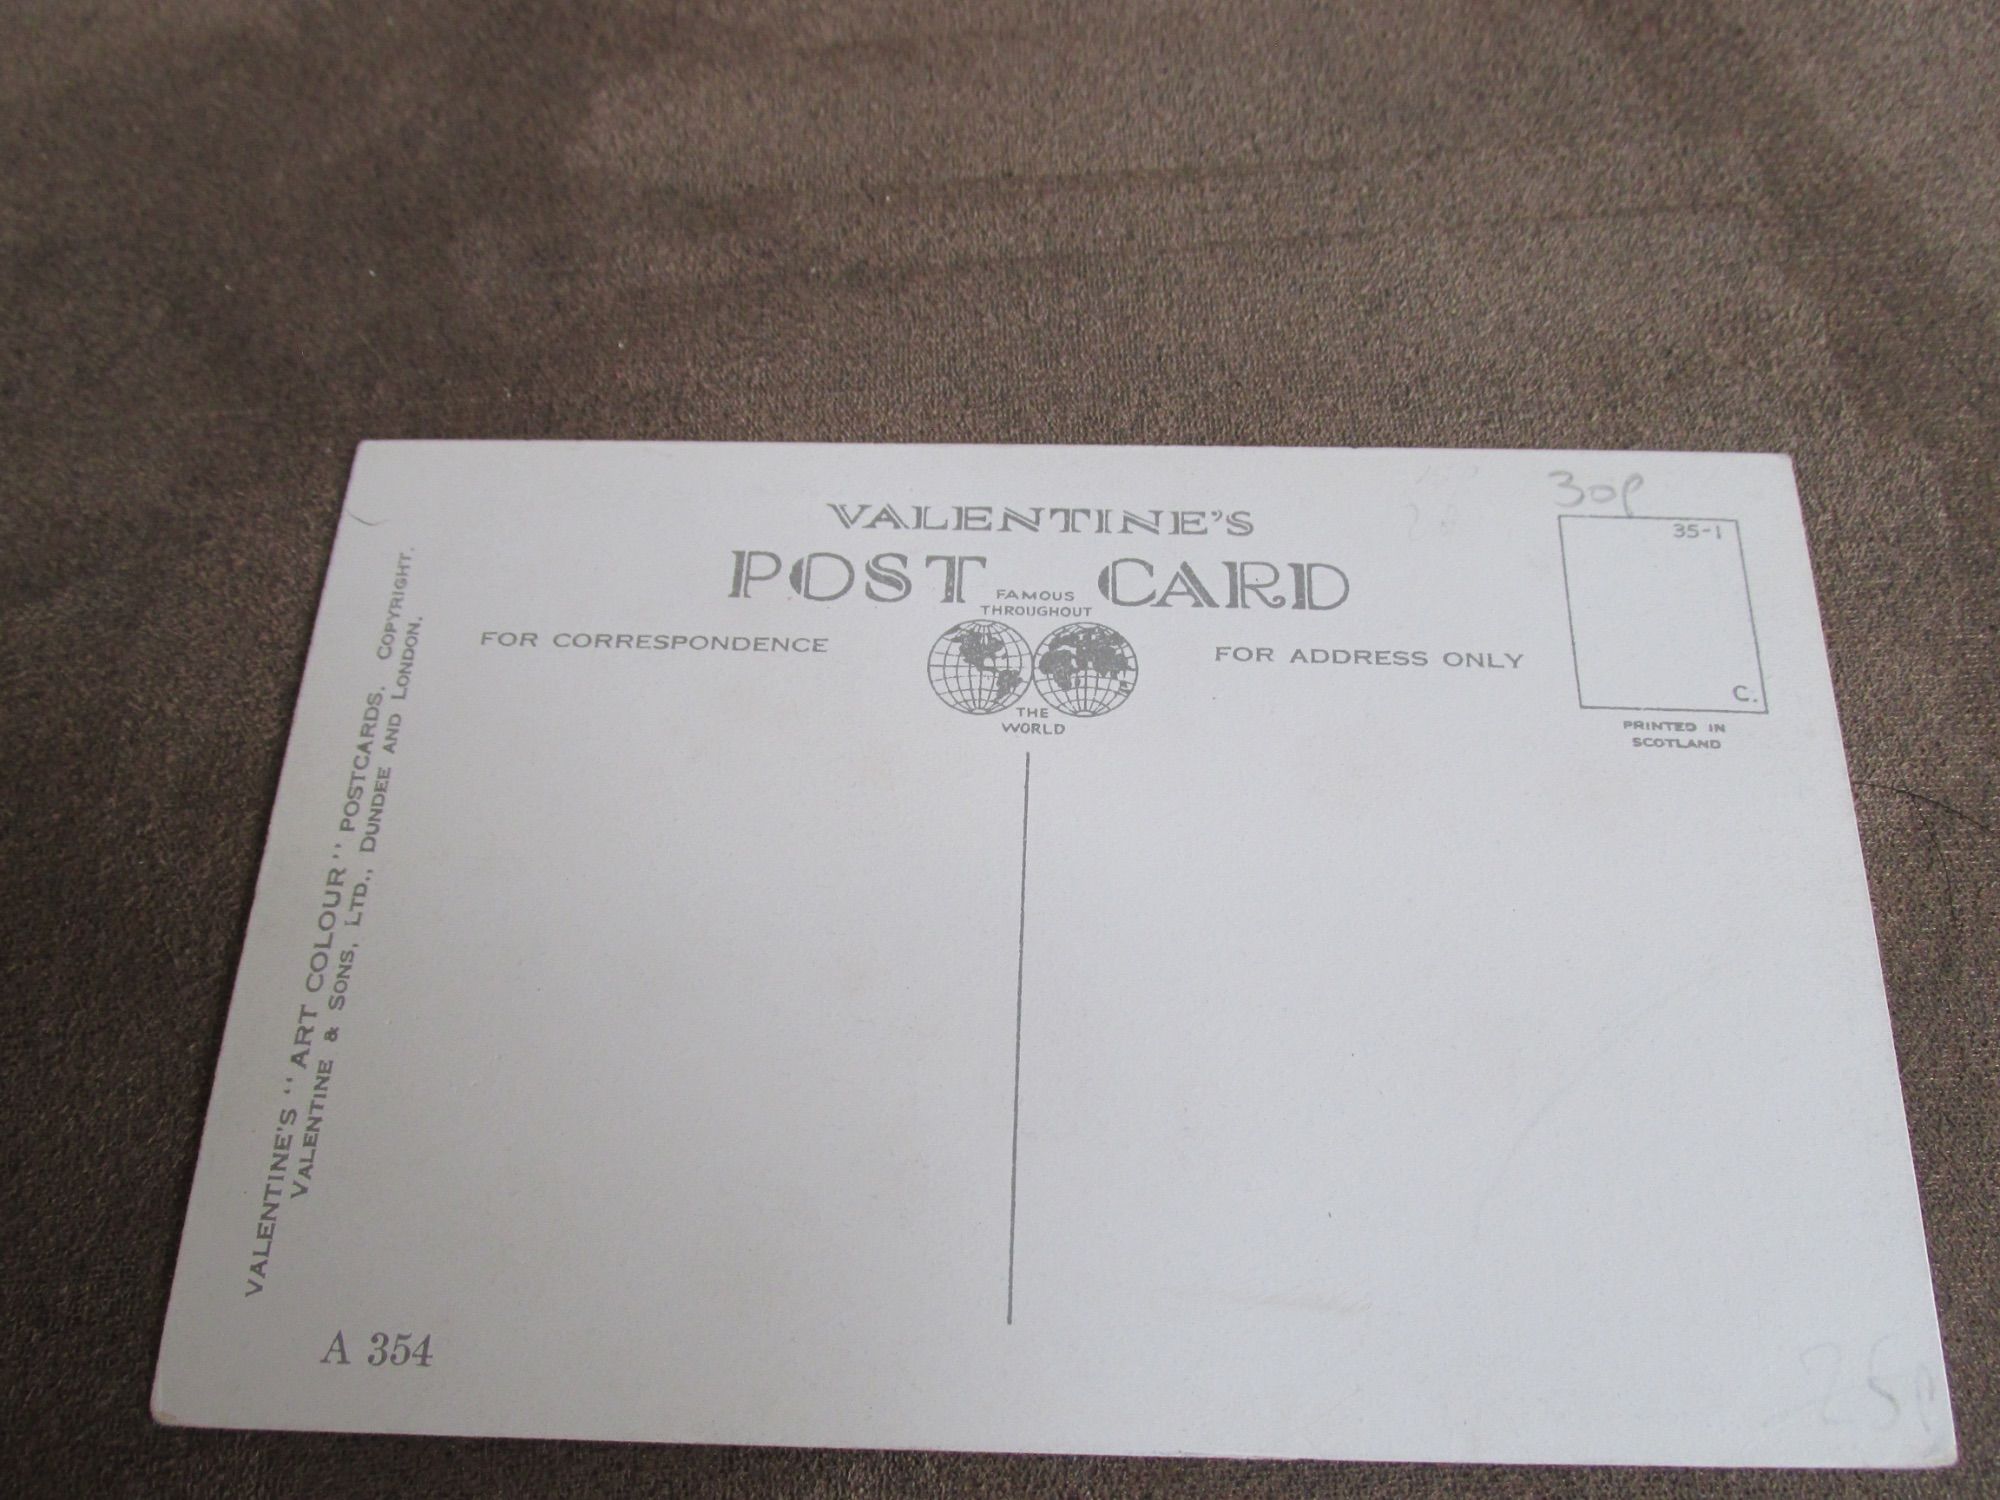 30p
VALENTINE'S
POST CARD
FAMOUS
THROUGHOUT
THE
WORLD
FOR CORRESPONDENCE
FOR ADDRESS ONLY
35-1
C.
PRINTED IN
SCOTLAND
VALENTINE'S "ART COLOUR" POSTCARDS. COPYRIGHT.
VALENTINE & SONS, LTD., DUNDEE AND LONDON.
A 354
25p